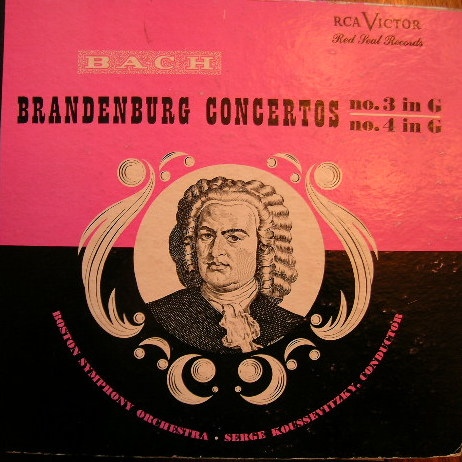 RCA VICTOR
Red Seal Records
BACH
BRANDENBURG CONCERTOS no. 3 in G
no. 4 in G
BOSTON SYMPHONY ORCHESTRA • SERGE KOUSSEVITZKY, CONDUCTOR